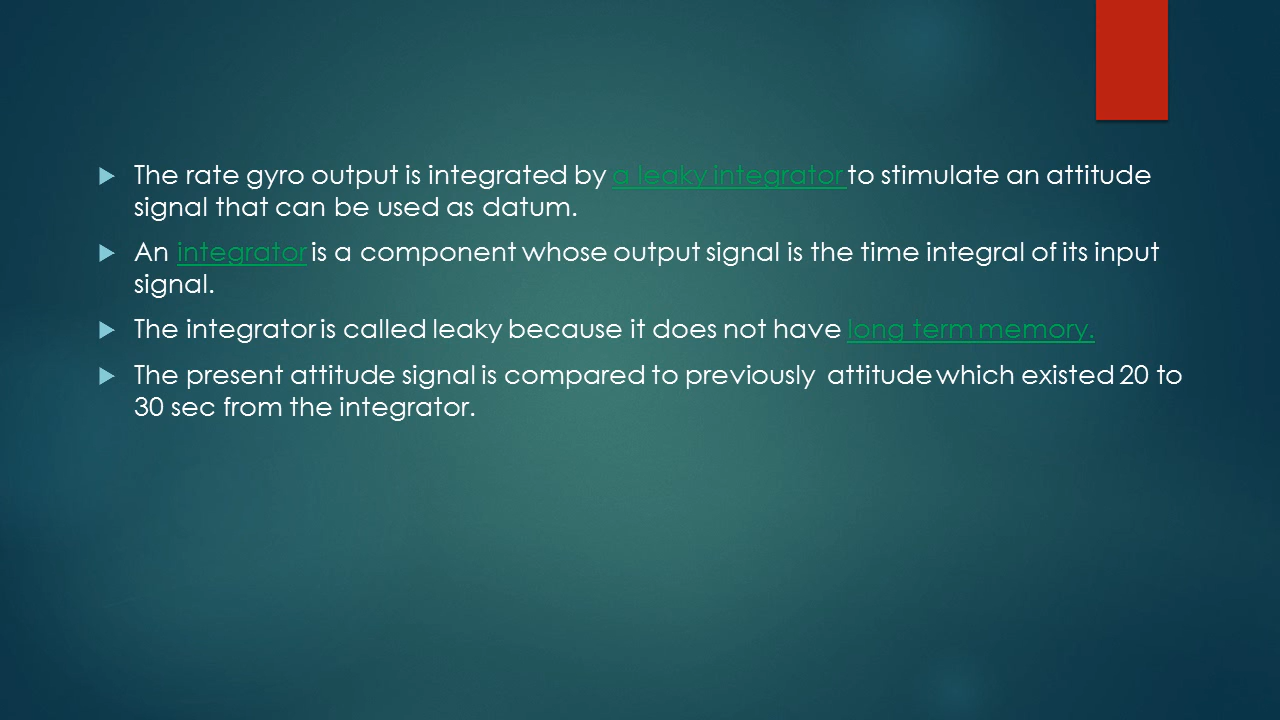 The rate gyro output is integrated by a leaky integrator to stimulate an attitude
signal that can be used as datum.
An integrator is a component whose output signal is the time integral of its input
signal.
The integrator is called leaky because it does not have long term memory.
The present attitude signal is compared to previously attitude which existed 20 to
30 sec from the integrator.